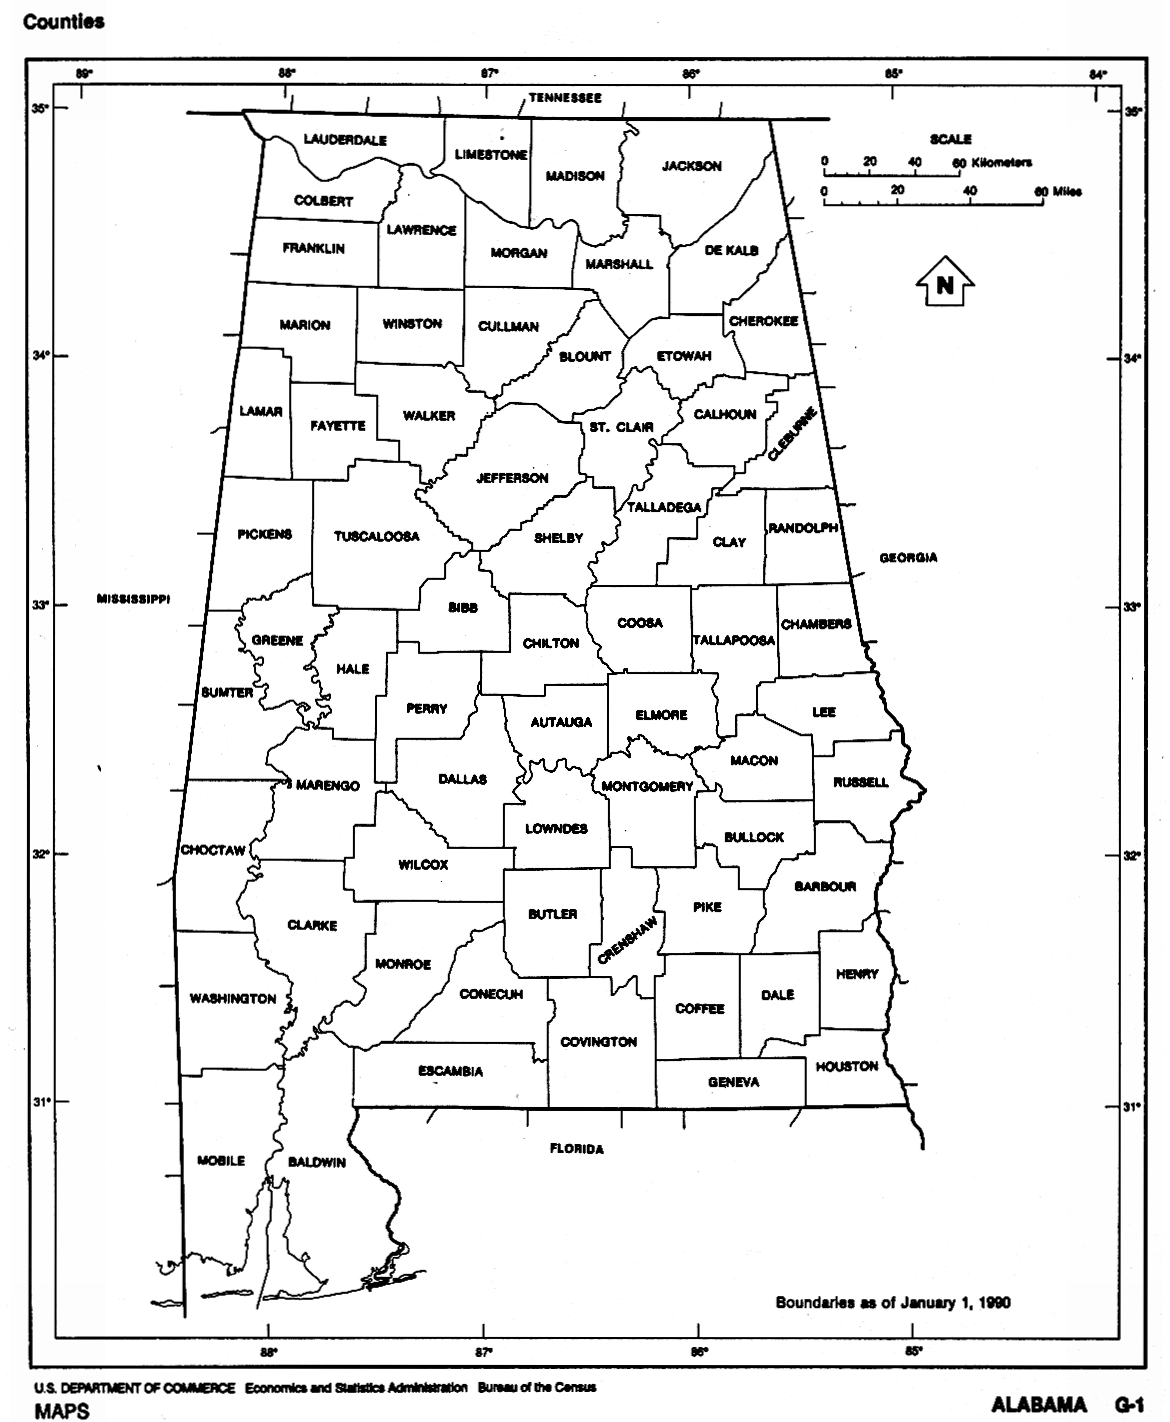 Counties
89° 88° 87° 86° 85° 84°
TENNESSEE
35° 35°
SCALE
0 20 40 60 Kilometers
0 20 40 60 Miles
LAUDERDALE
LIMESTONE
MADISON
JACKSON
COLBERT
LAWRENCE
FRANKLIN
MORGAN
MARSHALL
DE KALB
N
MARION
WINSTON
CULLMAN
CHEROKEE
BLOUNT
ETOWAH
34° 34°
LAMAR
FAYETTE
WALKER
ST. CLAIR
CALHOUN
CLEBURNE
JEFFERSON
TALLADEGA
PICKENS
TUSCALOOSA
SHELBY
CLAY
RANDOLPH
GEORGIA
MISSISSIPPI
33° 33°
BIBB
GREENE
CHILTON
COOSA
TALLAPOOSA
CHAMBERS
HALE
SUMTER
PERRY
AUTAUGA
ELMORE
LEE
MARENGO
DALLAS
MONTGOMERY
MACON
RUSSELL
LOWNDES
BULLOCK
CHOCTAW
32° 32°
WILCOX
BARBOUR
CLARKE
BUTLER
CRENSHAW
PIKE
MONROE
HENRY
WASHINGTON
CONECUH
COFFEE
DALE
COVINGTON
ESCAMBIA
GENEVA
HOUSTON
31° 31°
FLORIDA
MOBILE
BALDWIN
Boundaries as of January 1, 1990
88° 87° 86° 85°
U.S. DEPARTMENT OF COMMERCE Economics and Statistics Administration Bureau of the Census
MAPS
ALABAMA G-1